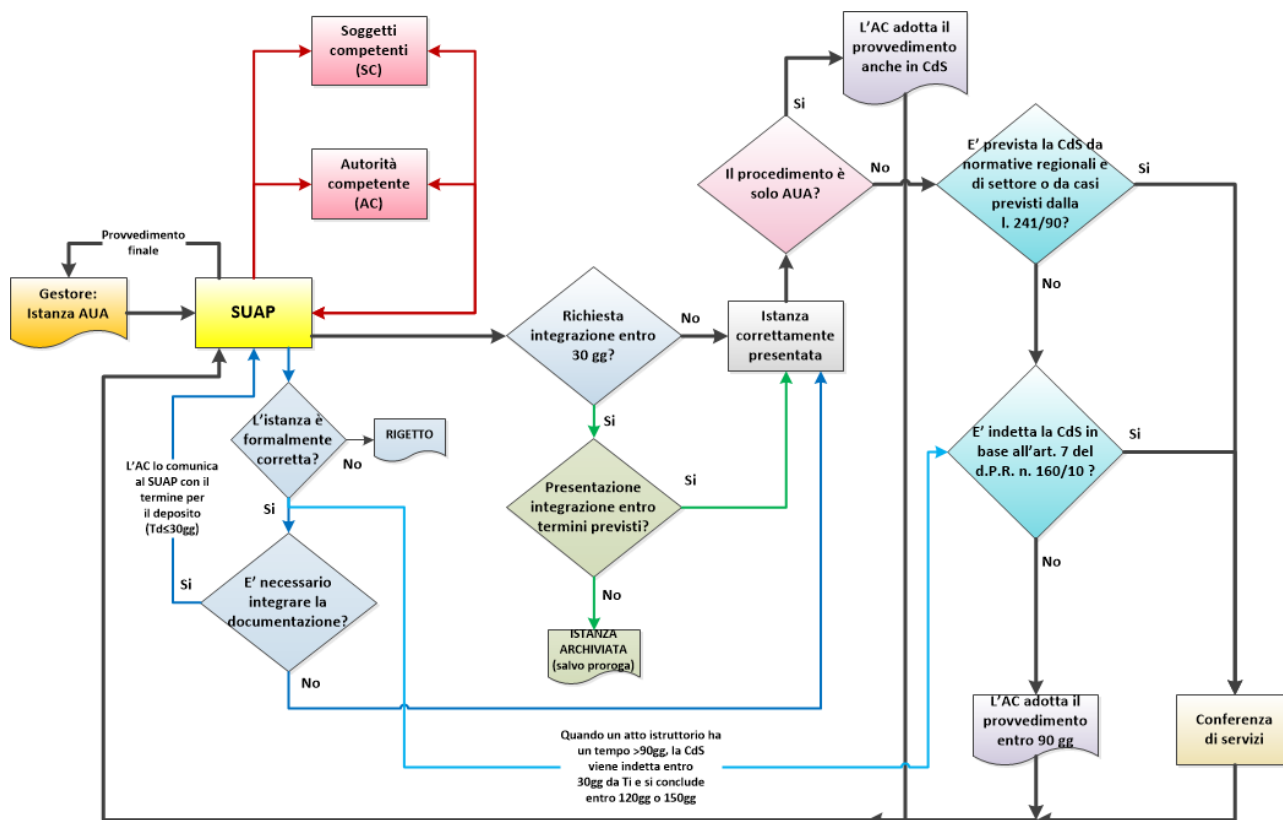 Soggetti
competenti
(SC)
Autorità
competente
(AC)
Provvedimento
finale
Gestore:
Istanza AUA
SUAP
L'istanza è
formalmente
corretta?
No
RIGETTO
Si
L'AC lo comunica
al SUAP con il
termine per
il deposito
(Td≤30gg)
Si
E' necessario
integrare la
documentazione?
No
Richiesta
integrazione entro
30 gg?
No
Si
Presentazione
integrazione entro
termini previsti?
Si
No
ISTANZA
ARCHIVIATA
(salvo proroga)
Istanza
correttamente
presentata
Il procedimento è
solo AUA?
Si
No
L'AC adotta il
provvedimento
anche in CdS
E' prevista la CdS da
normative regionali e
di settore o da casi
previsti dalla
l. 241/90?
Si
No
E' indetta la CdS in
base all'art. 7 del
d.P.R. n. 160/10 ?
Si
No
L'AC adotta il
provvedimento
entro 90 gg
Conferenza
di servizi
Quando un atto istruttorio ha
un tempo >90gg, la CdS
viene indetta entro
30gg da Ti e si conclude
entro 120gg o 150gg